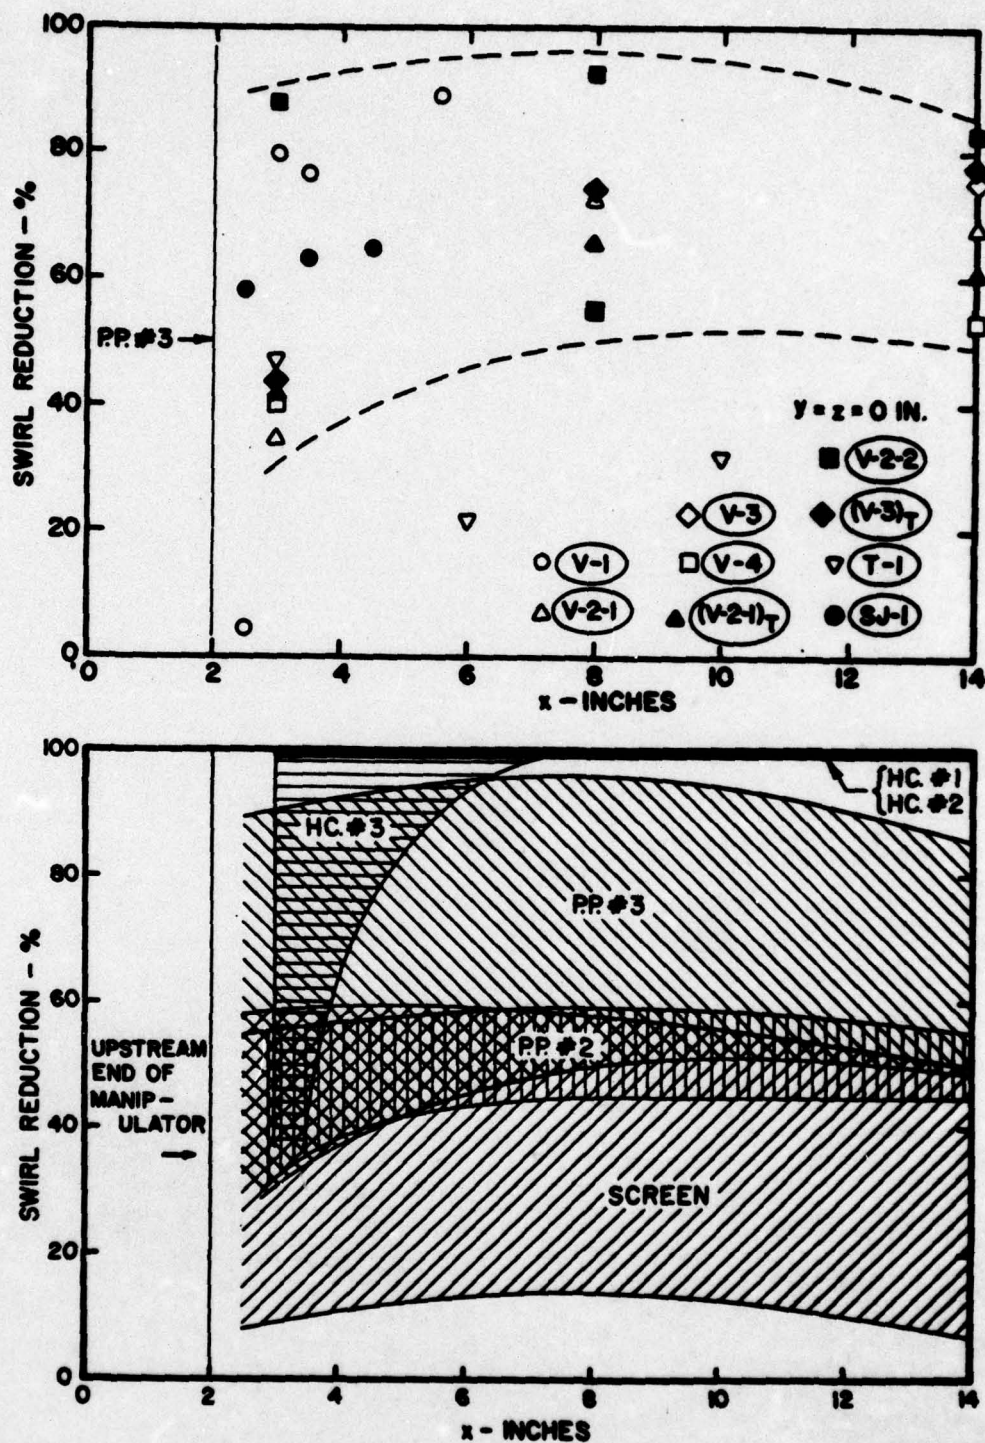 100
80
60
40
20
0
SWIRL REDUCTION - %
P.P. #3
y = z = 0 IN.
V-2-2
V-3
(V-3)T
V-1
V-4
T-1
V-2-1
(V-2-1)T
SJ-1
0 2 4 6 8 10 12 14
x - INCHES
100
80
60
40
20
0
SWIRL REDUCTION - %
HC. #1
HC. #2
HC. #3
P.P. #3
P.P. #2
UPSTREAM
END OF
MANIP-
ULATOR
SCREEN
0 2 4 6 8 10 12 14
x - INCHES